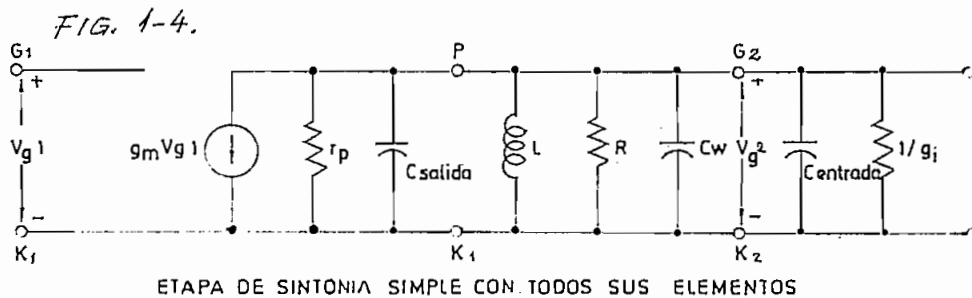 FIG. 1-4.
G1 P G2
+ +
Vg1 gmVg1 rp Csalida L R Cw Vg2 Centrada 1/gi
- -
K1 K1 K2
ETAPA DE SINTONIA SIMPLE CON TODOS SUS ELEMENTOS